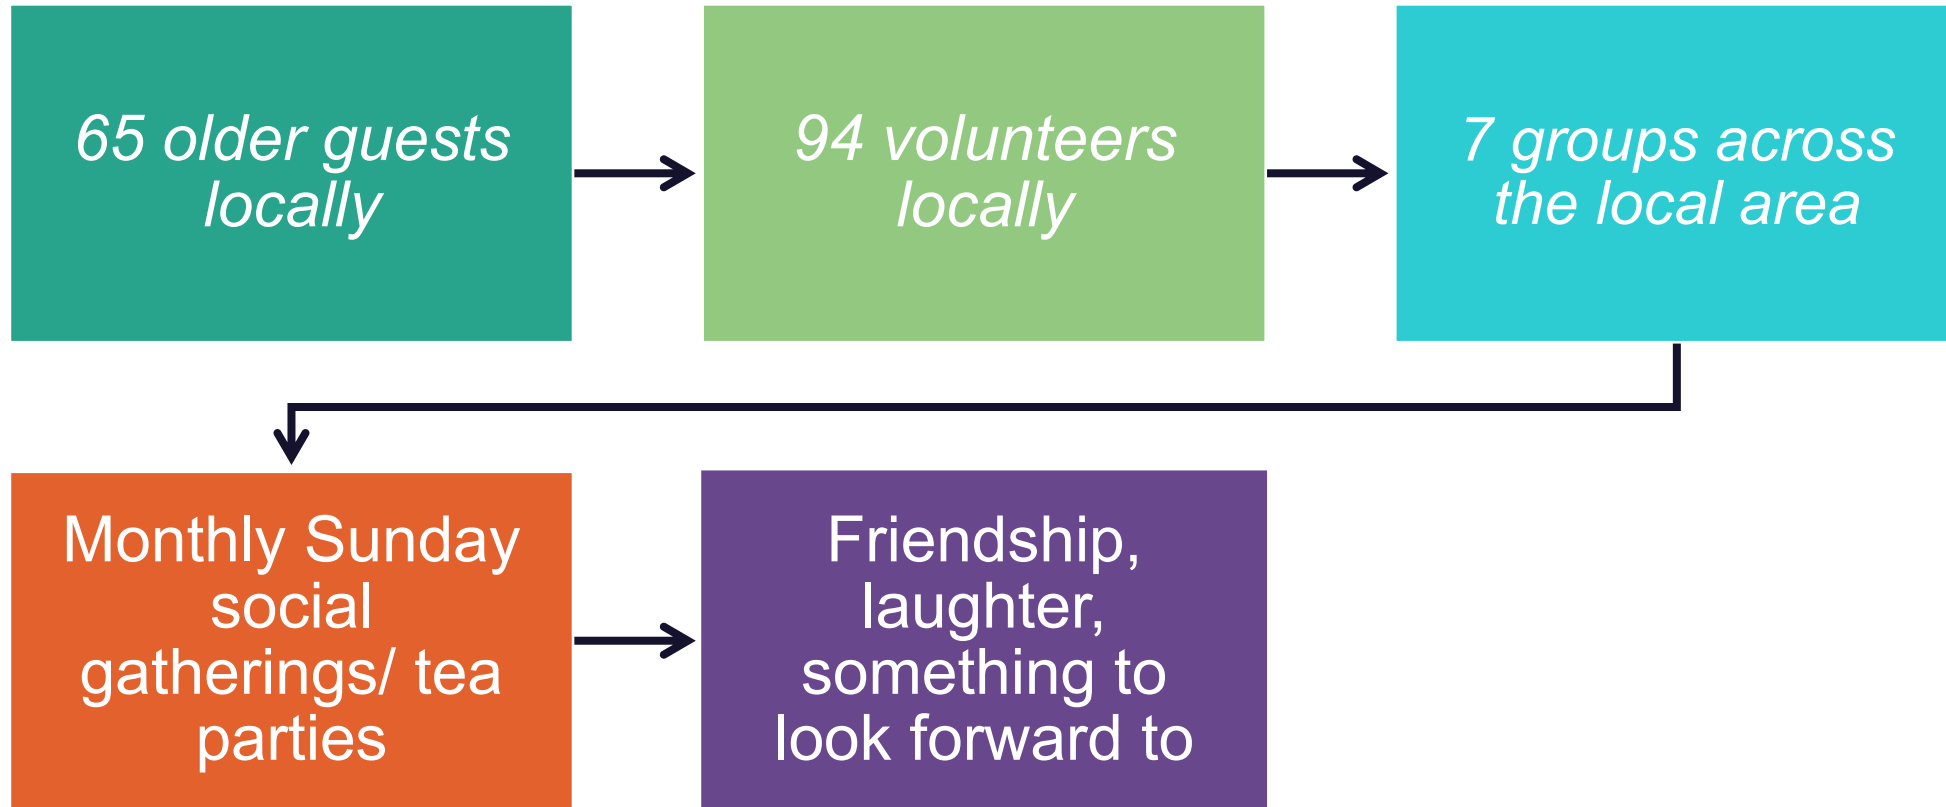 65 older guests
locally
94 volunteers
locally
7 groups across
the local area
Monthly Sunday
social
gatherings/ tea
parties
Friendship,
laughter,
something to
look forward to